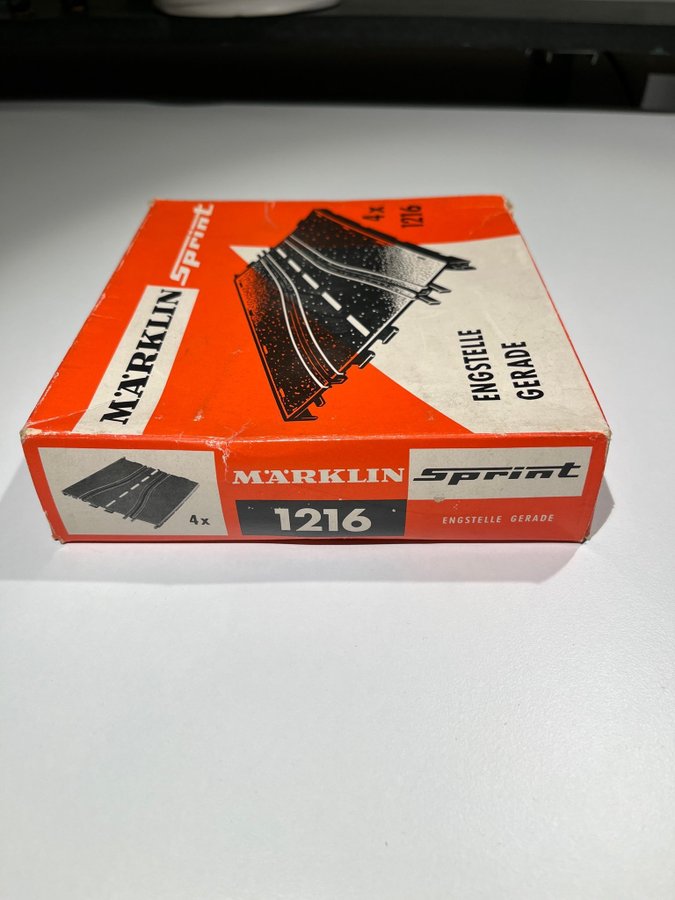 MÄRKLIN
Sprint
4x
1216
ENGSTELLE
GERADE
4x
MÄRKLIN Sprint
1216
ENGSTELLE GERADE